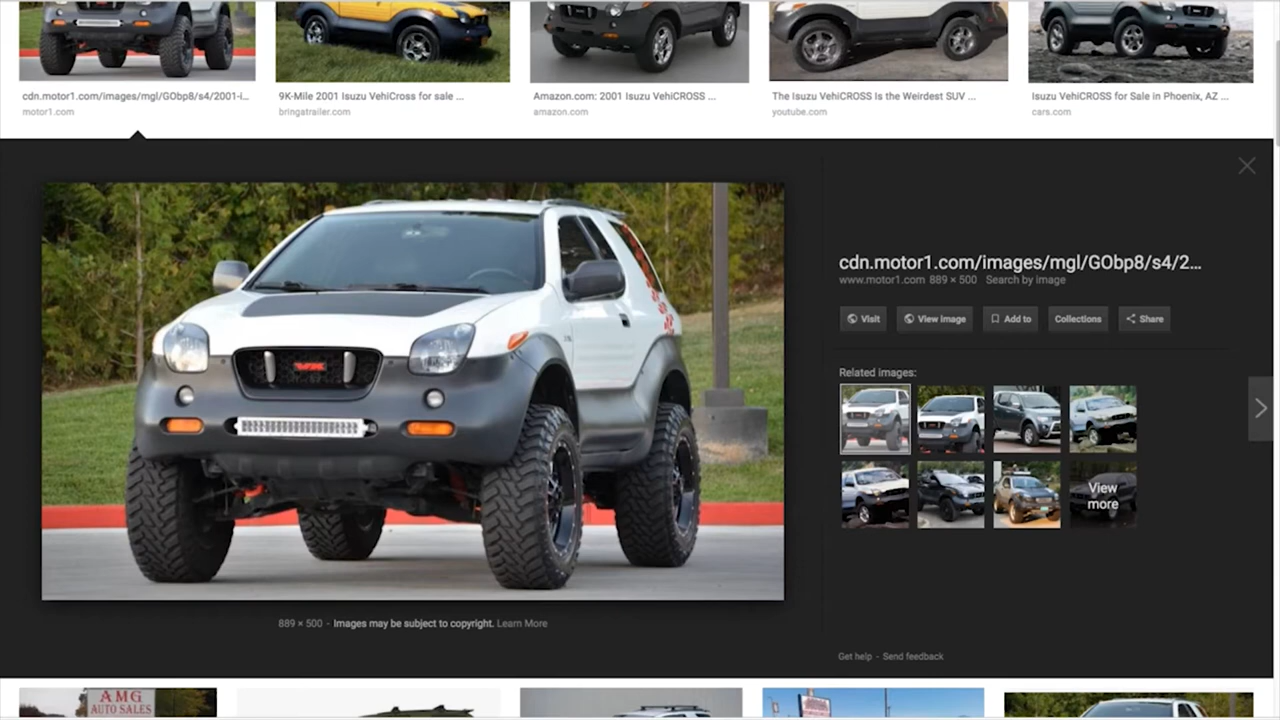 cdn.motor1.com/images/mgl/GObp8/s4/2001-i...
motor1.com
9K-Mile 2001 Isuzu VehiCross for sale ...
bringatrailer.com
Amazon.com: 2001 Isuzu VehiCROSS ...
amazon.com
The Isuzu VehiCROSS Is the Weirdest SUV ...
youtube.com
Isuzu VehiCROSS for Sale in Phoenix, AZ ...
cars.com
VX
cdn.motor1.com/images/mgl/GObp8/s4/2...
www.motor1.com 889 × 500 Search by image
Visit
View image
Add to
Collections
Share
Related images:
View more
889 × 500 - Images may be subject to copyright. Learn More
Get help - Send feedback
AMG
AUTO SALES